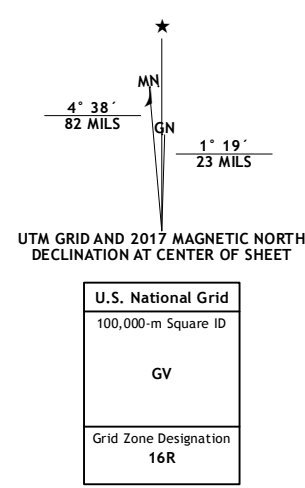 ★
MN
4° 38´
82 MILS
GN
1° 19´
23 MILS
UTM GRID AND 2017 MAGNETIC NORTH
DECLINATION AT CENTER OF SHEET
U.S. National Grid
100,000-m Square ID
GV
Grid Zone Designation
16R